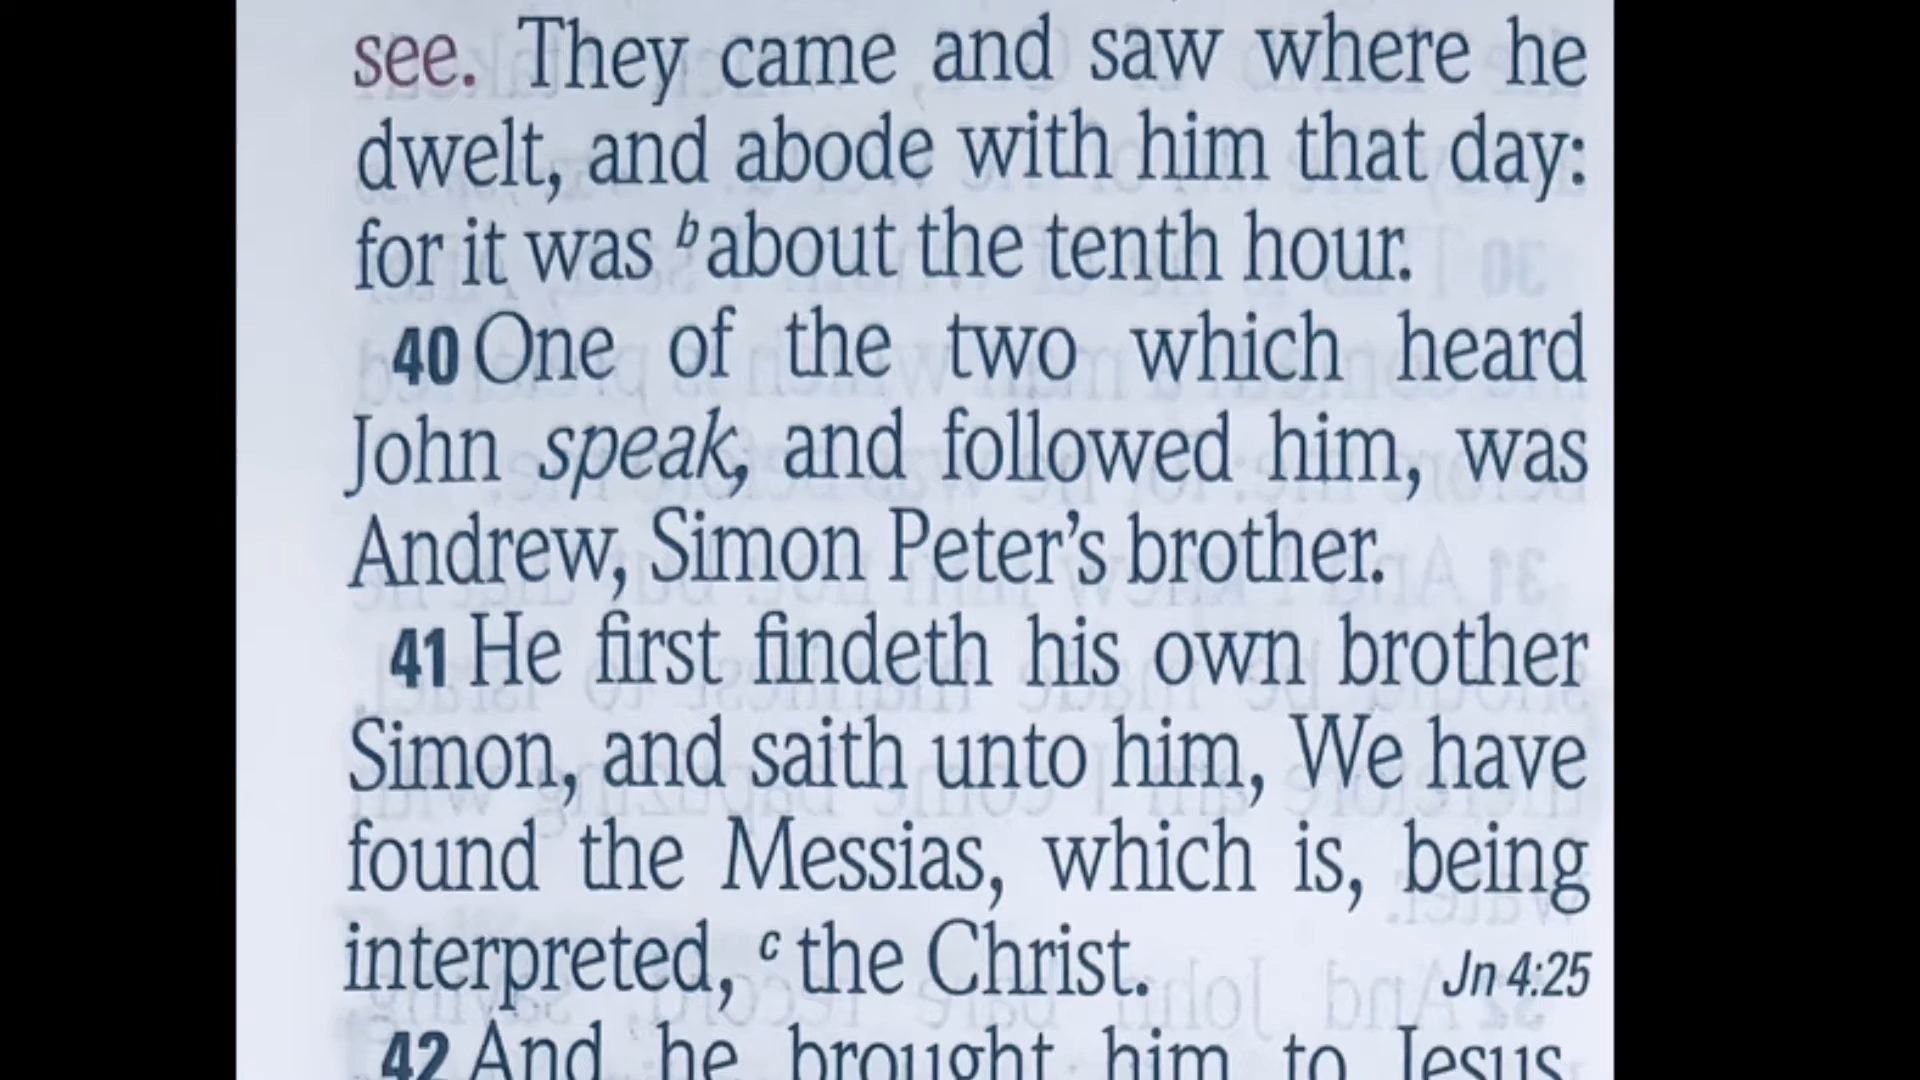 see. They came and saw where he
dwelt, and abode with him that day:
for it was b about the tenth hour.
40 One of the two which heard
John speak, and followed him, was
Andrew, Simon Peter’s brother.
41 He first findeth his own brother
Simon, and saith unto him, We have
found the Messias, which is, being
interpreted, c the Christ. Jn 4:25
42 And he brought him to Jesus.